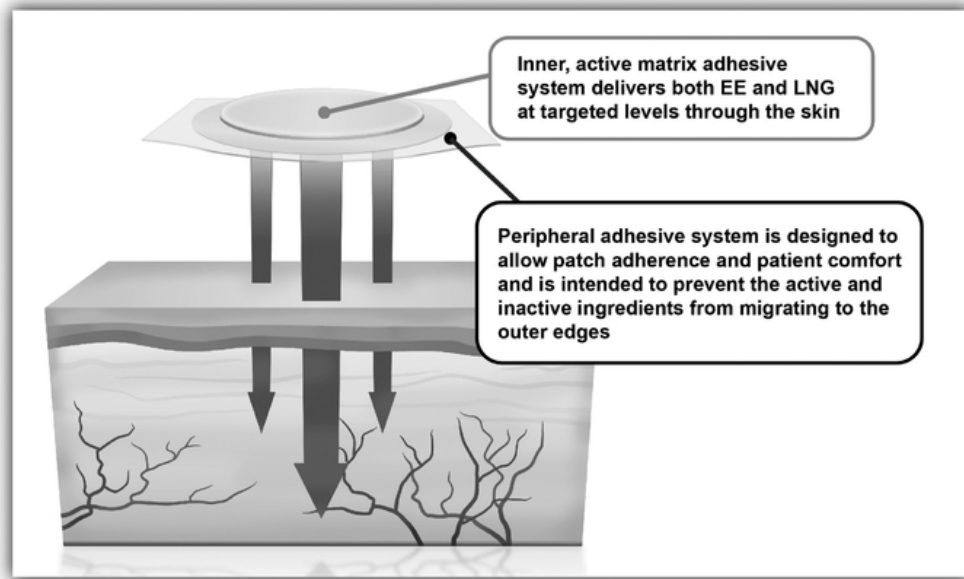 Inner, active matrix adhesive
system delivers both EE and LNG
at targeted levels through the skin
Peripheral adhesive system is designed to
allow patch adherence and patient comfort
and is intended to prevent the active and
inactive ingredients from migrating to the
outer edges